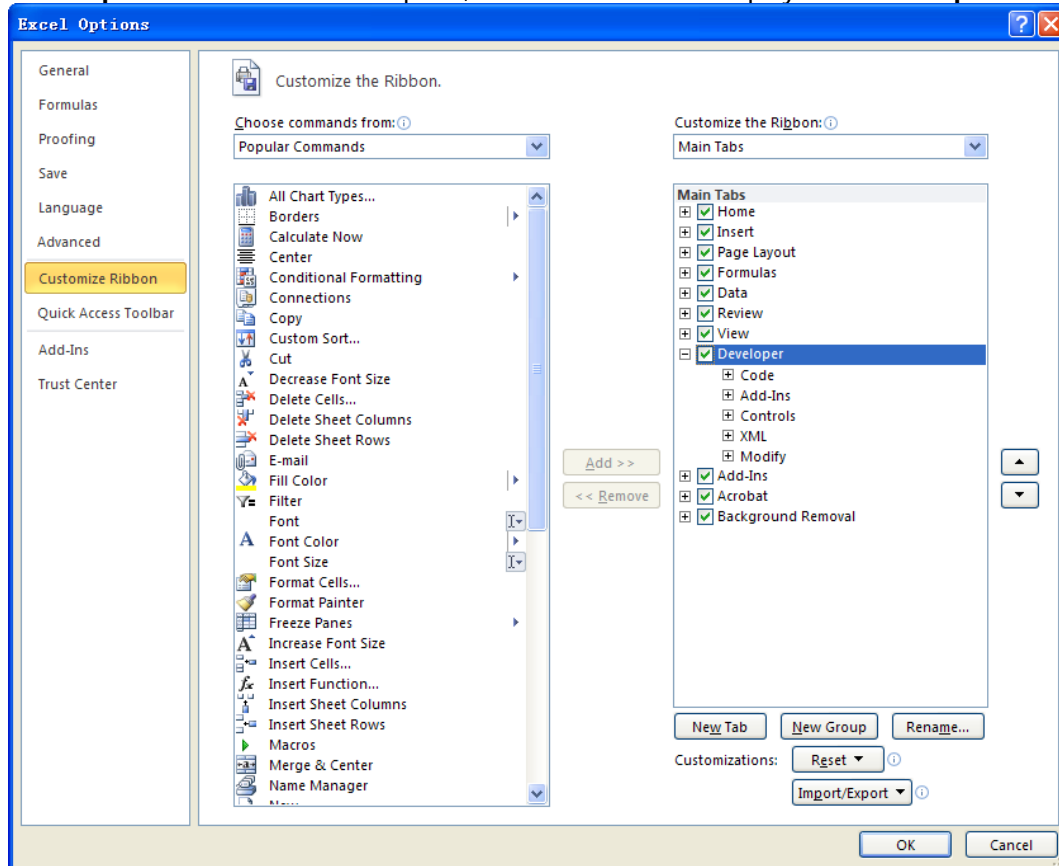 Excel Options
General
Formulas
Proofing
Save
Language
Advanced
Customize Ribbon
Quick Access Toolbar
Add-Ins
Trust Center
Customize the Ribbon.
Choose commands from:
Popular Commands
All Chart Types...
Borders
Calculate Now
Center
Conditional Formatting
Connections
Copy
Custom Sort...
Cut
Decrease Font Size
Delete Cells...
Delete Sheet Columns
Delete Sheet Rows
E-mail
Fill Color
Filter
Font
Font Color
Font Size
Format Cells...
Format Painter
Freeze Panes
Increase Font Size
Insert Cells...
Insert Function...
Insert Sheet Columns
Insert Sheet Rows
Macros
Merge & Center
Name Manager
Add >>
<< Remove
Customize the Ribbon:
Main Tabs
Main Tabs
Home
Insert
Page Layout
Formulas
Data
Review
View
Developer
Code
Add-Ins
Controls
XML
Modify
Add-Ins
Acrobat
Background Removal
New Tab
New Group
Rename...
Customizations:
Reset
Import/Export
OK
Cancel